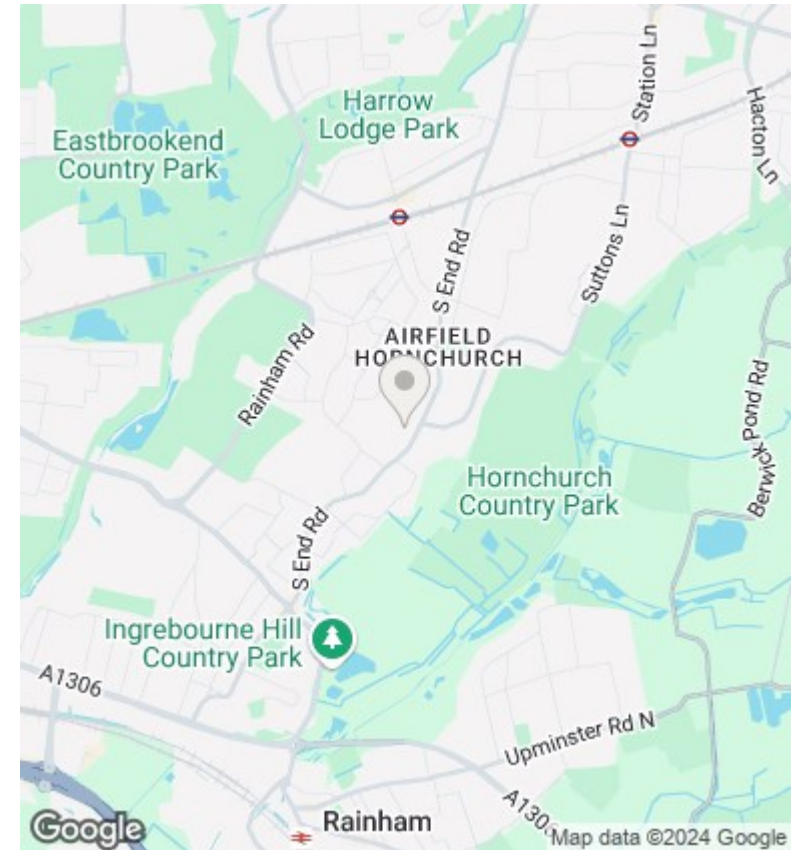 Station Ln
Harrow
Lodge Park
Hacton Ln
Eastbrookend
Country Park
Suttons Ln
S End Rd
AIRFIELD
HORNCHURCH
Rainham Rd
Berwick Pond Rd
Hornchurch
Country Park
S End Rd
Ingrebourne Hill
Country Park
A1306
Upminster Rd N
A1306
Rainham
Google
Map data ©2024 Google